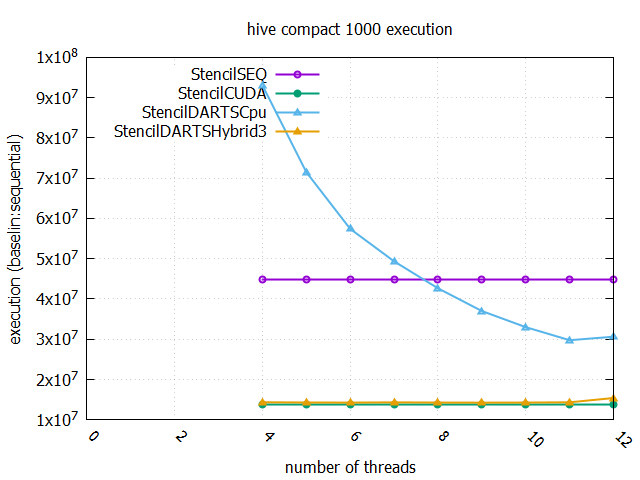 hive compact 1000 execution
1x10^8
9x10^7
8x10^7
7x10^7
6x10^7
5x10^7
4x10^7
3x10^7
2x10^7
1x10^7
execution (baselin:sequential)
StencilSEQ
StencilCUDA
StencilDARTSCpu
StencilDARTSHybrid3
0 2 4 6 8 10 12
number of threads